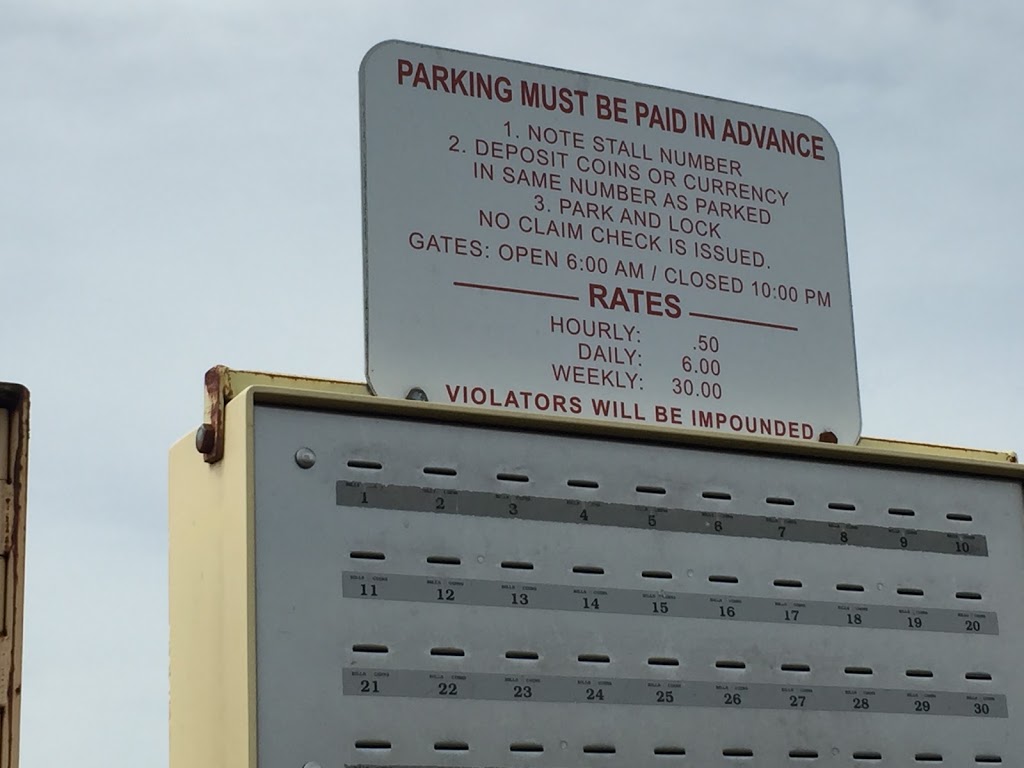 PARKING MUST BE PAID IN ADVANCE
1. NOTE STALL NUMBER
2. DEPOSIT COINS OR CURRENCY
IN SAME NUMBER AS PARKED
3. PARK AND LOCK
NO CLAIM CHECK IS ISSUED.
GATES: OPEN 6:00 AM / CLOSED 10:00 PM
RATES
HOURLY: .50
DAILY: 6.00
WEEKLY: 30.00
VIOLATORS WILL BE IMPOUNDED
1 2 3 4 5 6 7 8 9 10
11 12 13 14 15 16 17 18 19 20
21 22 23 24 25 26 27 28 29 30